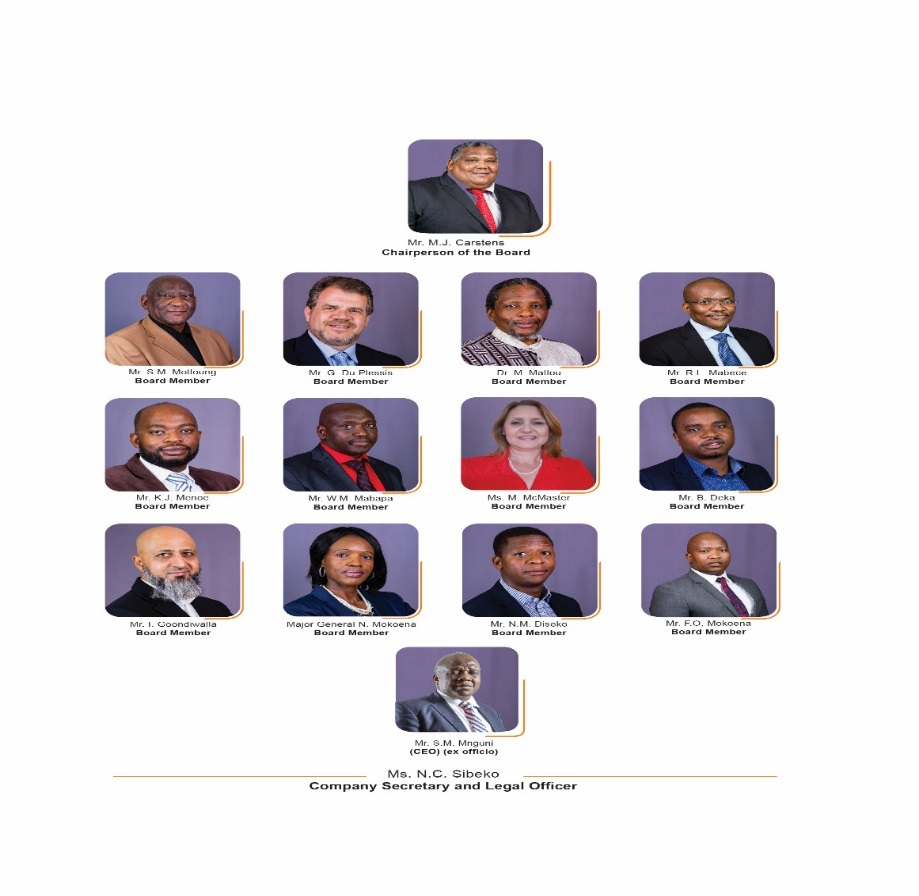 Mr. M.J. Carstens
Chairperson of the Board
Mr. S.M. Motloung
Board Member
Mr. G. Du Plessis
Board Member
Dr. M. Matlou
Board Member
Mr. R.L. Mabece
Board Member
Mr. K.J. Menoe
Board Member
Mr. W.M. Mabapa
Board Member
Ms. M. McMaster
Board Member
Mr. B. Deka
Board Member
Mr. I. Goondiwalla
Board Member
Major General N. Mokoena
Board Member
Mr. N.M.
Board Member
Mr. F.O. Mokoena
Board Member
Mr. S.M. Mnguni
(CEO) (ex officio)
Ms. N.C. Sibeko
Company Secretary and Legal Officer